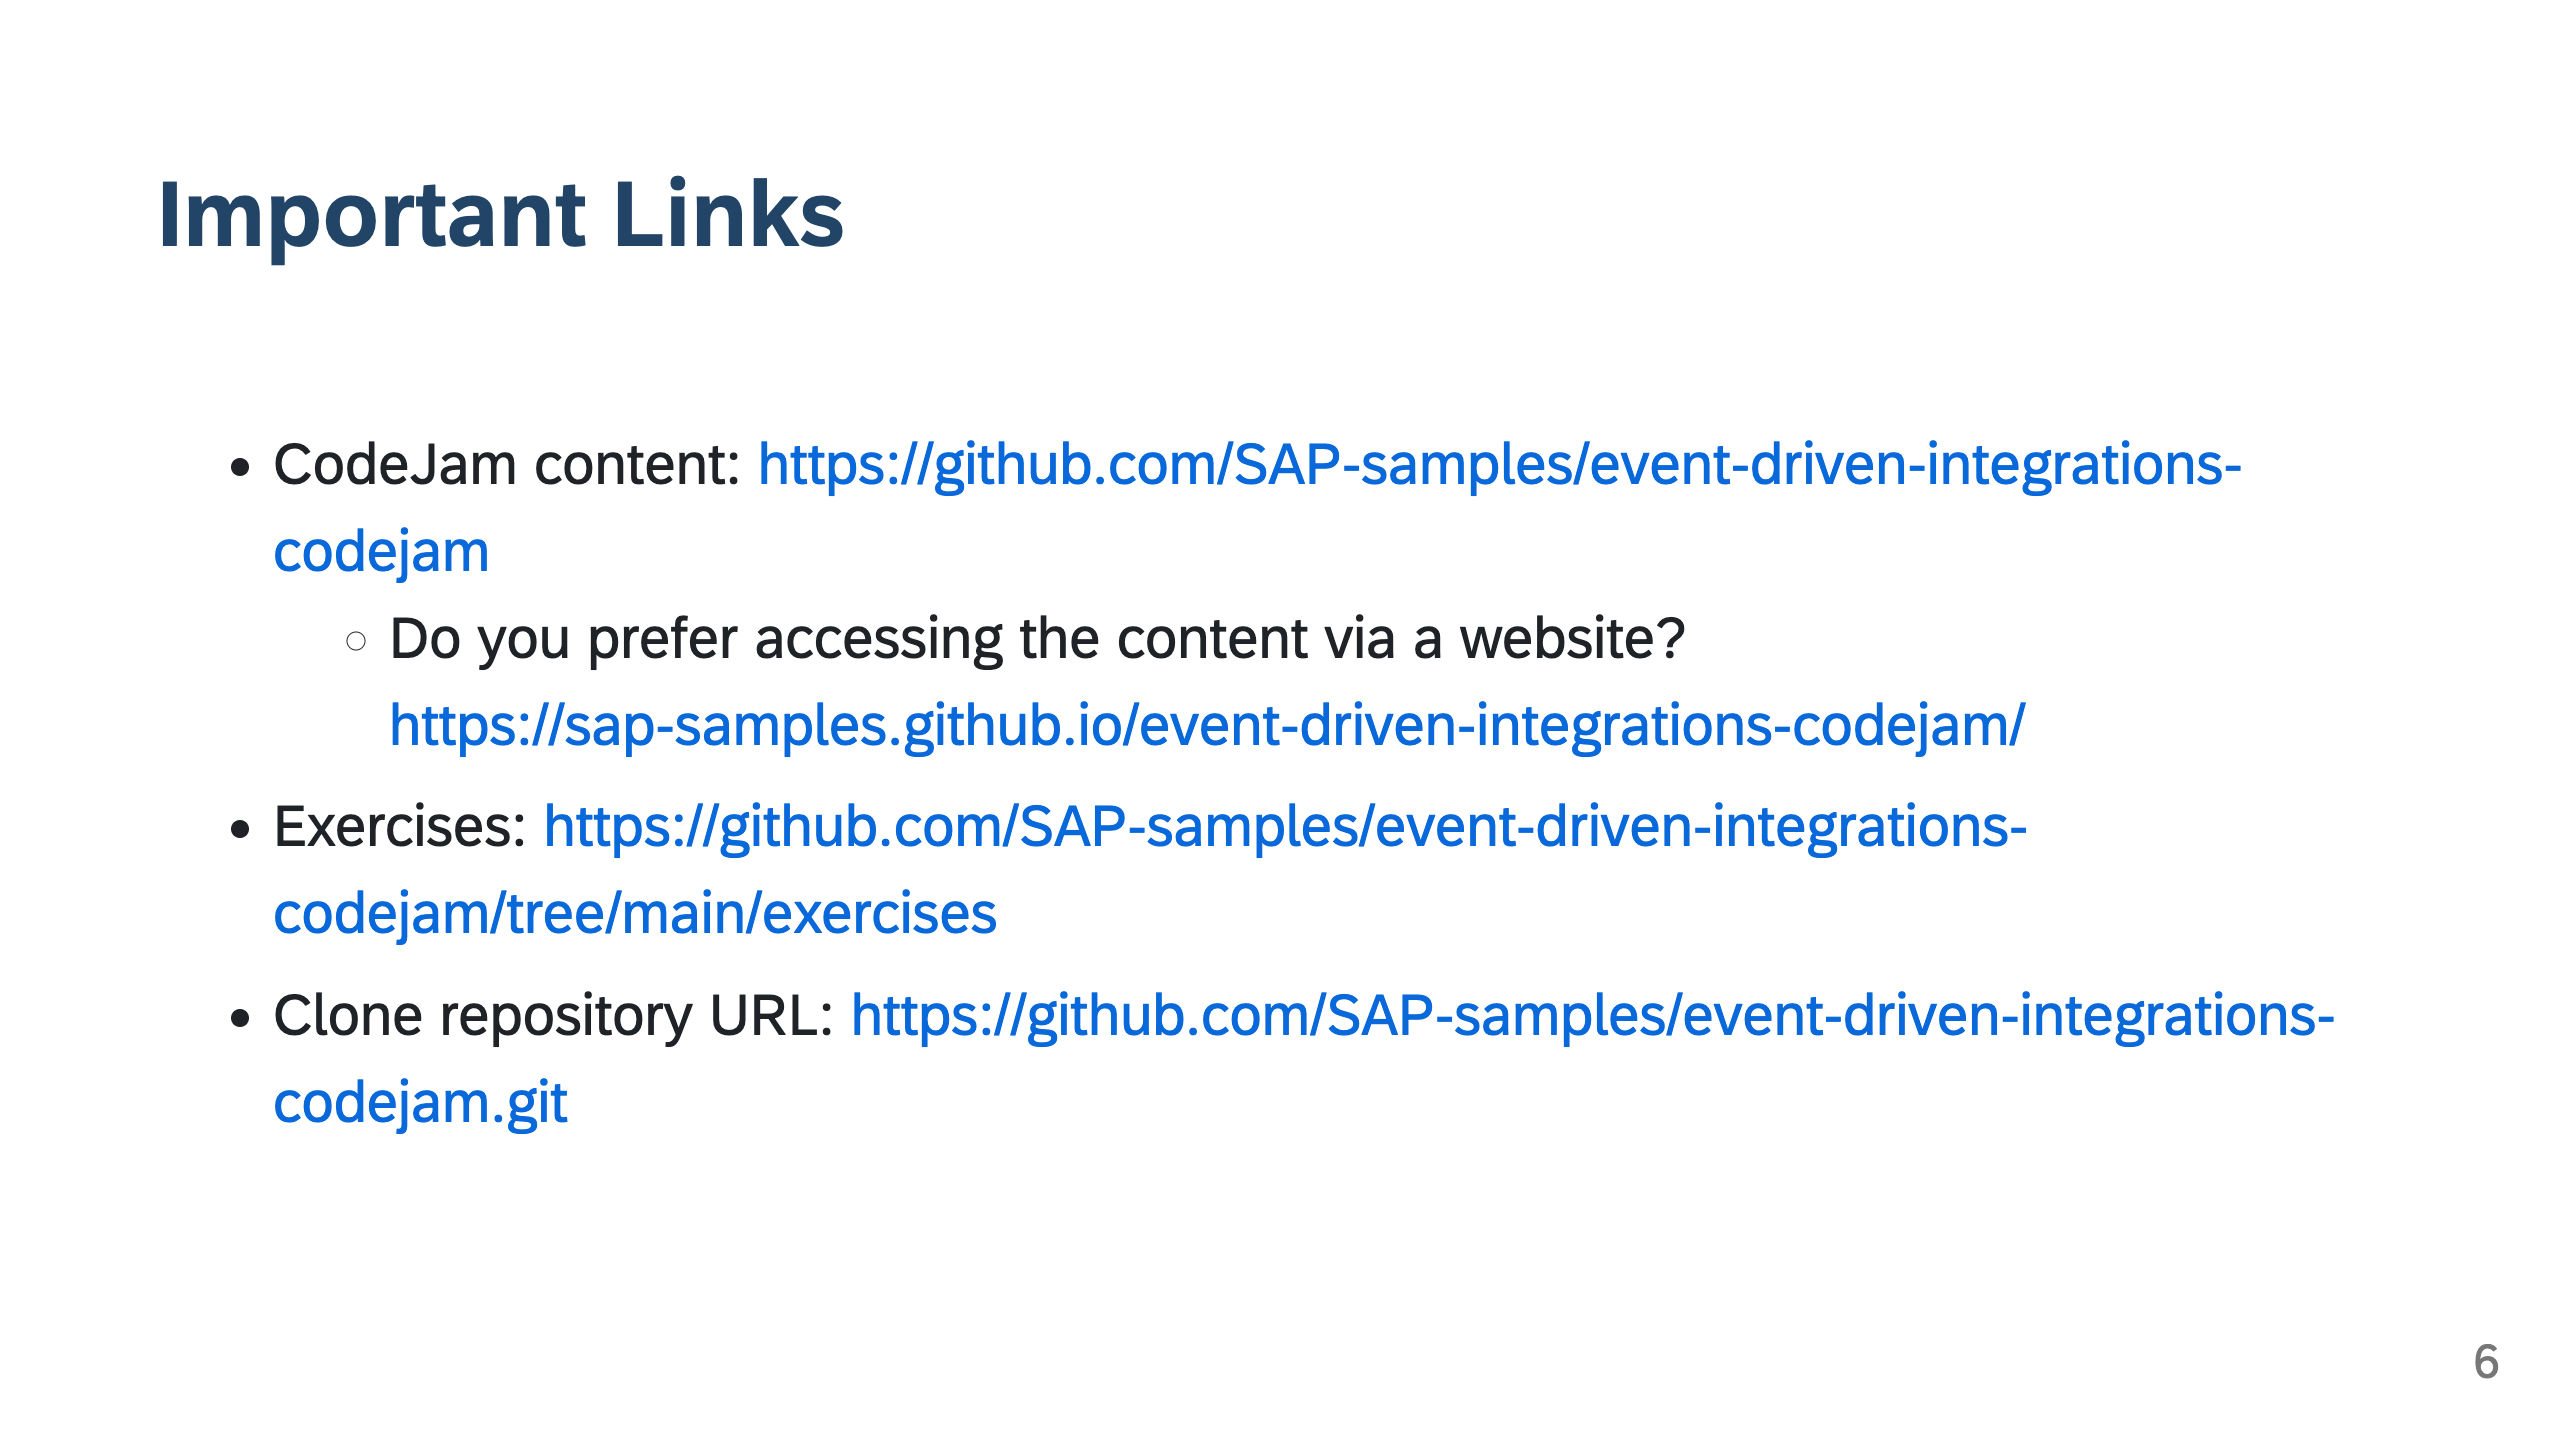 Important Links
• CodeJam content: https://github.com/SAP-samples/event-driven-integrations-
codejam
○ Do you prefer accessing the content via a website?
https://sap-samples.github.io/event-driven-integrations-codejam/
• Exercises: https://github.com/SAP-samples/event-driven-integrations-
codejam/tree/main/exercises
• Clone repository URL: https://github.com/SAP-samples/event-driven-integrations-
codejam.git
6